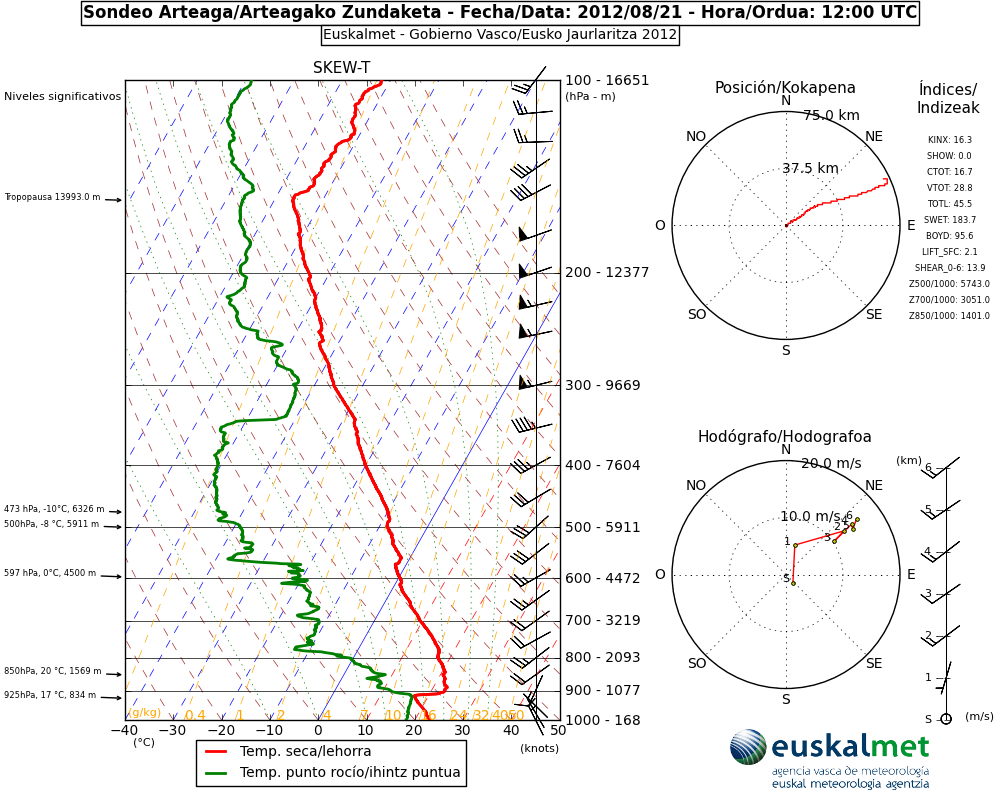 Sondeo Arteaga/Arteagako Zundaketa - Fecha/Data: 2012/08/21 - Hora/Ordua: 12:00 UTC
Euskalmet - Gobierno Vasco/Eusko Jaurlaritza 2012
SKEW-T
Niveles significativos
Tropopausa 13993.0 m
473 hPa, -10°C, 6326 m
500hPa, -8 °C, 5911 m
597 hPa, 0°C, 4500 m
850hPa, 20 °C, 1569 m
925hPa, 17 °C, 834 m
100 - 16651
(hPa - m)
200 - 12377
300 - 9669
400 - 7604
500 - 5911
600 - 4472
700 - 3219
800 - 2093
900 - 1077
1000 - 168
(g/kg) 0.4 1 2 4 7 10 16 24 32 40 50
−40 −30 −20 −10 0 10 20 30 40 50
(°C)
(knots)
Temp. seca/lehorra
Temp. punto rocío/ihintz puntua
Posición/Kokapena
N
75.0 km
NO
NE
37.5 km
O
E
SO
SE
S
Índices/
Indizeak
KINX: 16.3
SHOW: 0.0
CTOT: 16.7
VTOT: 28.8
TOTL: 45.5
SWET: 183.7
BOYD: 95.6
LIFT_SFC: 2.1
SHEAR_0-6: 13.9
Z500/1000: 5743.0
Z700/1000: 3051.0
Z850/1000: 1401.0
Hodógrafo/Hodografoa
N
20.0 m/s
NO
NE
10.0 m/s
1
2
3
4
5
6
S
O
E
SO
SE
S
(km)
6
5
4
3
2
1
S
(m/s)
euskalmet
agencia vasca de meteorología
euskal meteorologia agentzia